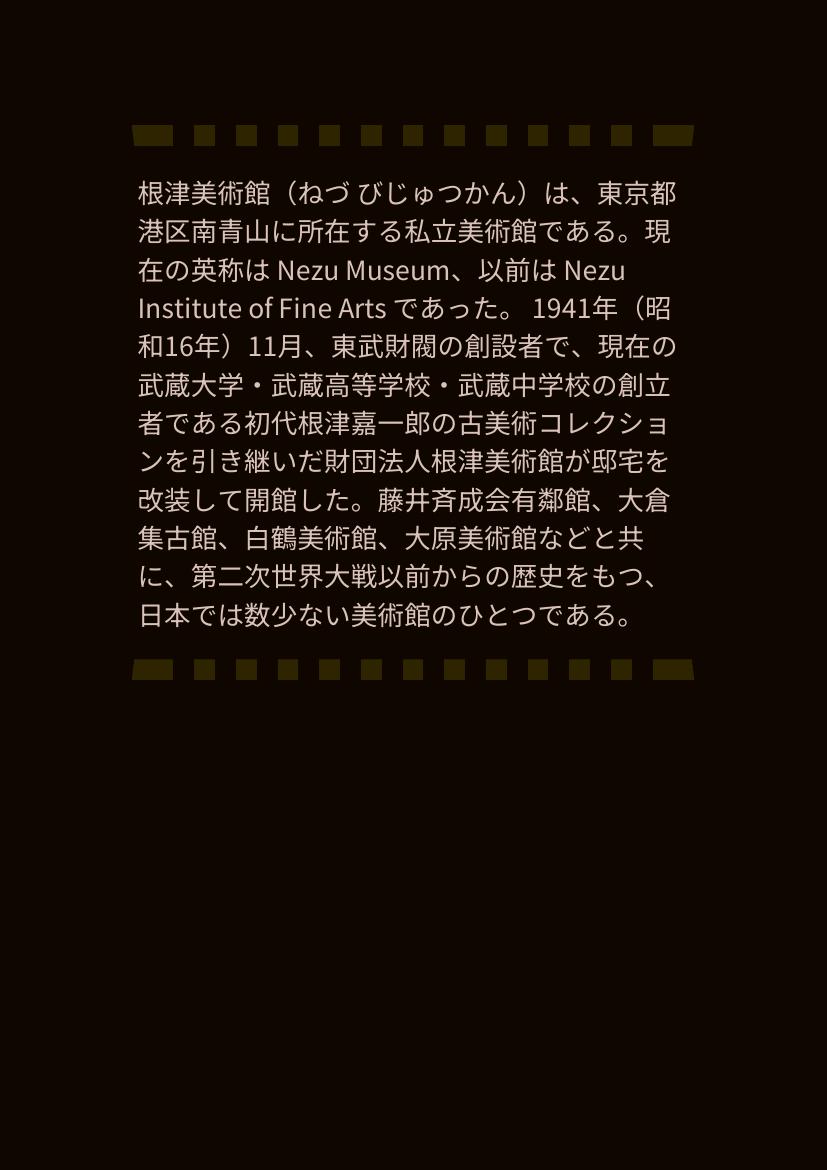 根津美術館（ねづ びじゅつかん）は、東京都
港区南青山に所在する私立美術館である。現
在の英称は Nezu Museum、以前は Nezu
Institute of Fine Arts であった。 1941年（昭
和16年）11月、東武財閥の創設者で、現在の
武蔵大学・武蔵高等学校・武蔵中学校の創立
者である初代根津嘉一郎の古美術コレクショ
ンを引き継いだ財団法人根津美術館が邸宅を
改装して開館した。藤井斉成会有鄰館、大倉
集古館、白鶴美術館、大原美術館などと共
に、第二次世界大戦以前からの歴史をもつ、
日本では数少ない美術館のひとつである。